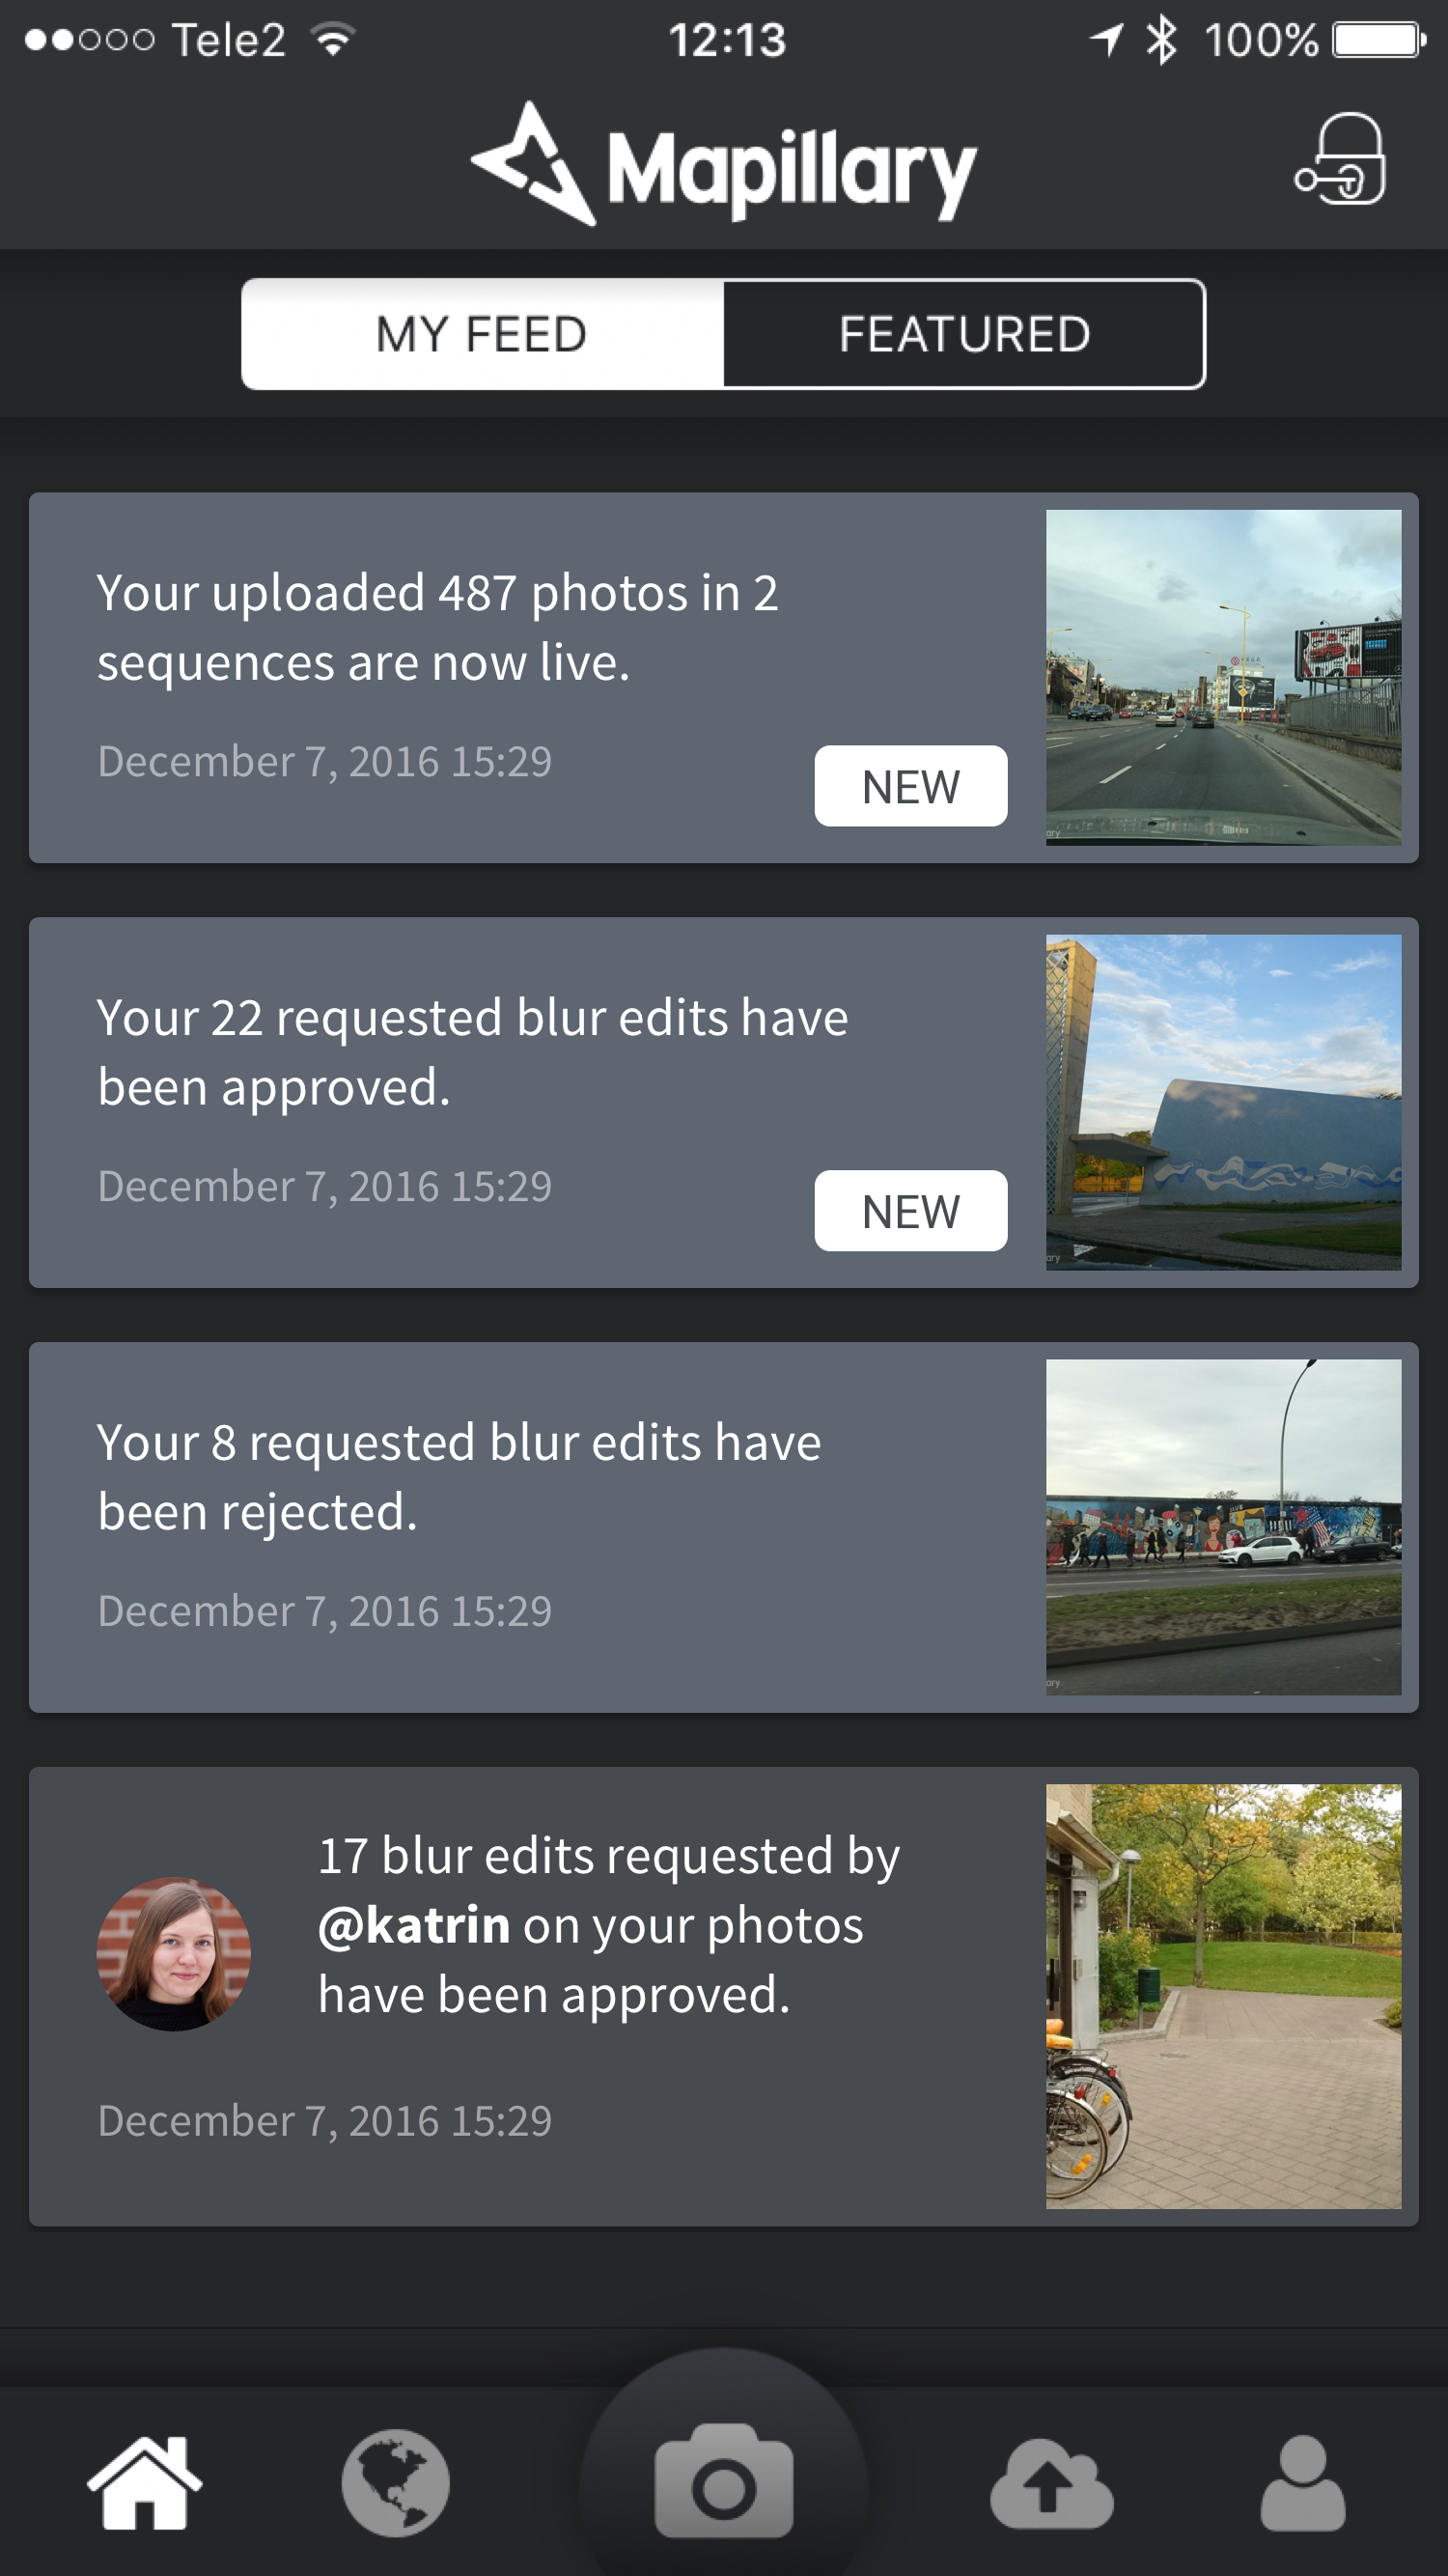 Tele2 12:13 100%
Mapillary
MY FEED FEATURED
Your uploaded 487 photos in 2
sequences are now live.
December 7, 2016 15:29
NEW
Your 22 requested blur edits have
been approved.
December 7, 2016 15:29
NEW
Your 8 requested blur edits have
been rejected.
December 7, 2016 15:29
17 blur edits requested by
@katrin on your photos
have been approved.
December 7, 2016 15:29